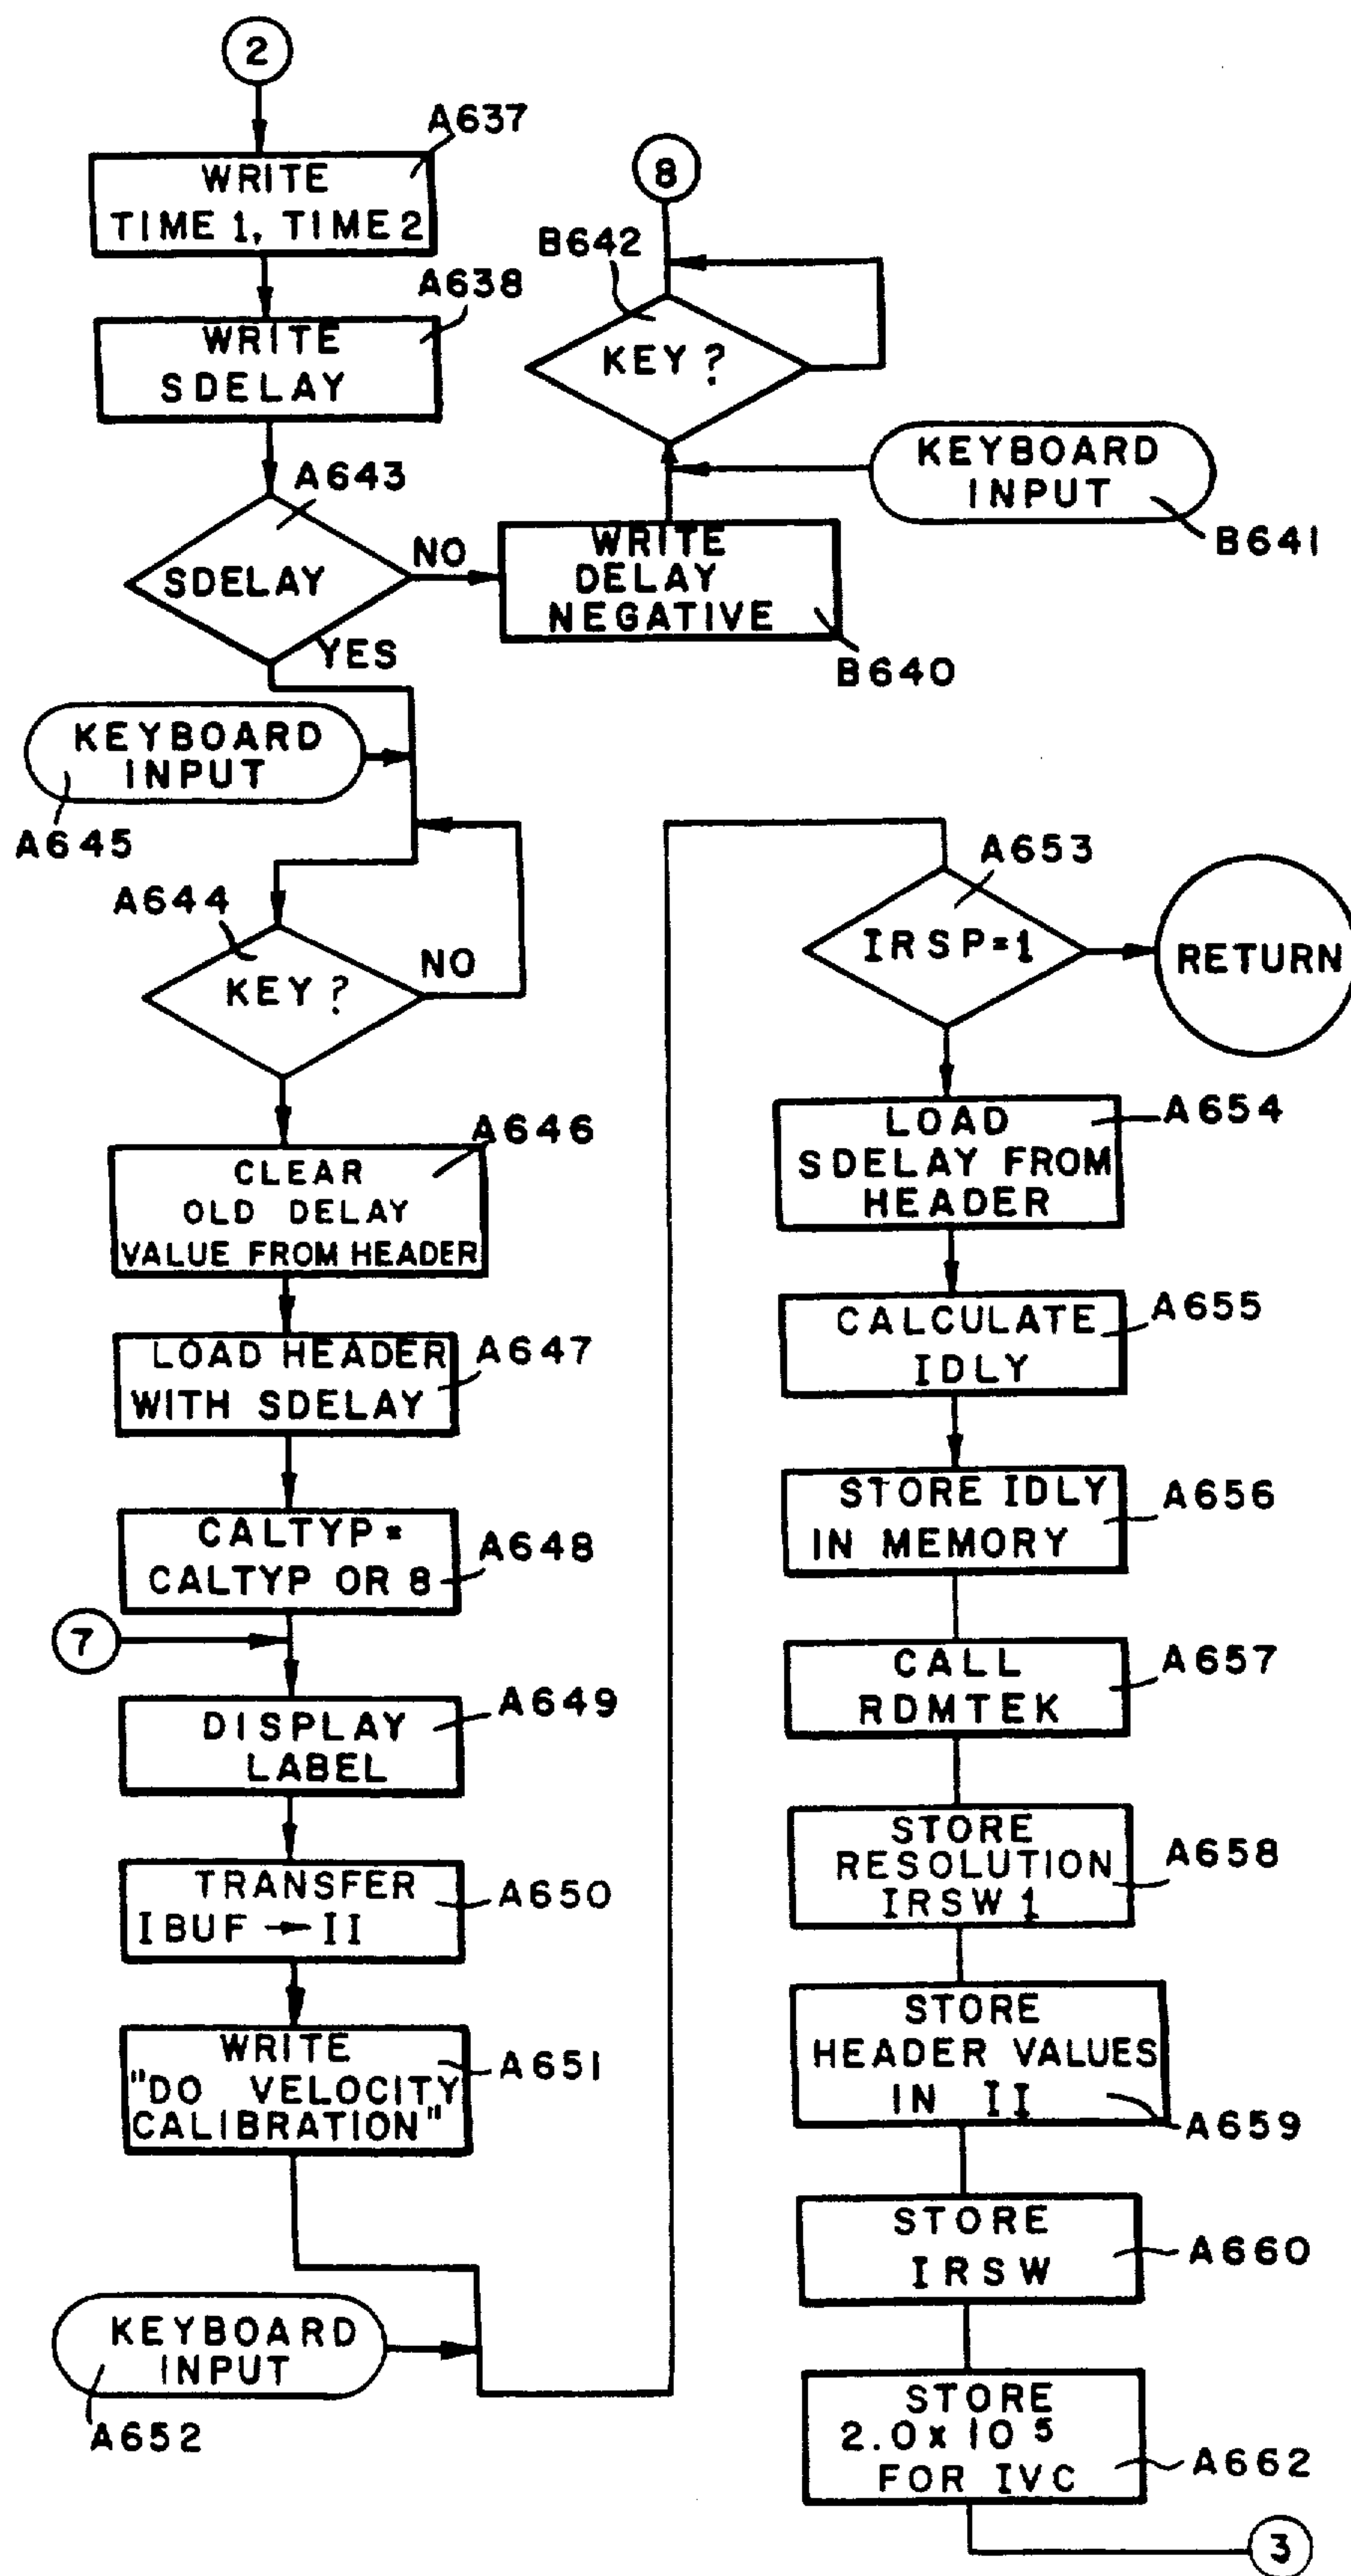 2
A637
WRITE
TIME 1, TIME 2
A638
WRITE
SDELAY
A643
SDELAY
NO
YES
8
B642
KEY?
KEYBOARD
INPUT
B641
WRITE
DELAY
NEGATIVE
B640
KEYBOARD
INPUT
A645
A644
KEY?
NO
A646
CLEAR
OLD DELAY
VALUE FROM HEADER
LOAD HEADER
WITH SDELAY
A647
CALTYP =
CALTYP OR 8
A648
7
DISPLAY
LABEL
A649
TRANSFER
IBUF → II
A650
WRITE
"DO VELOCITY
CALIBRATION"
A651
KEYBOARD
INPUT
A652
A653
IRSP=1
RETURN
LOAD
SDELAY FROM
HEADER
A654
CALCULATE
IDLY
A655
STORE IDLY
IN MEMORY
A656
CALL
RDMTEK
A657
STORE
RESOLUTION
IRSW 1
A658
STORE
HEADER VALUES
IN II
A659
STORE
IRSW
A660
STORE
2.0 x 10 5
FOR IVC
A662
3